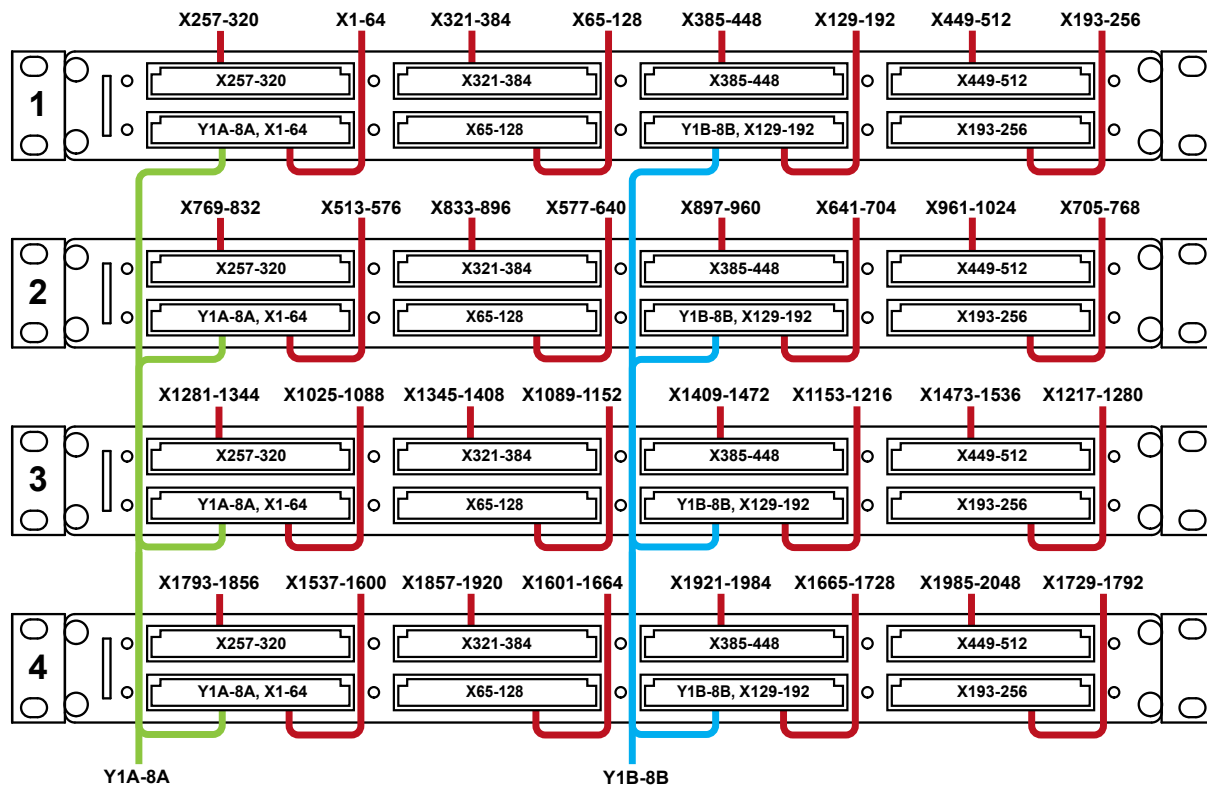 X257-320 X1-64 X321-384 X65-128 X385-448 X129-192 X449-512 X193-256
X257-320 X321-384 X385-448 X449-512
1
Y1A-8A, X1-64 X65-128 Y1B-8B, X129-192 X193-256
X769-832 X513-576 X833-896 X577-640 X897-960 X641-704 X961-1024 X705-768
X257-320 X321-384 X385-448 X449-512
2
Y1A-8A, X1-64 X65-128 Y1B-8B, X129-192 X193-256
X1281-1344 X1025-1088 X1345-1408 X1089-1152 X1409-1472 X1153-1216 X1473-1536 X1217-1280
X257-320 X321-384 X385-448 X449-512
3
Y1A-8A, X1-64 X65-128 Y1B-8B, X129-192 X193-256
X1793-1856 X1537-1600 X1857-1920 X1601-1664 X1921-1984 X1665-1728 X1985-2048 X1729-1792
X257-320 X321-384 X385-448 X449-512
4
Y1A-8A, X1-64 X65-128 Y1B-8B, X129-192 X193-256
Y1A-8A Y1B-8B